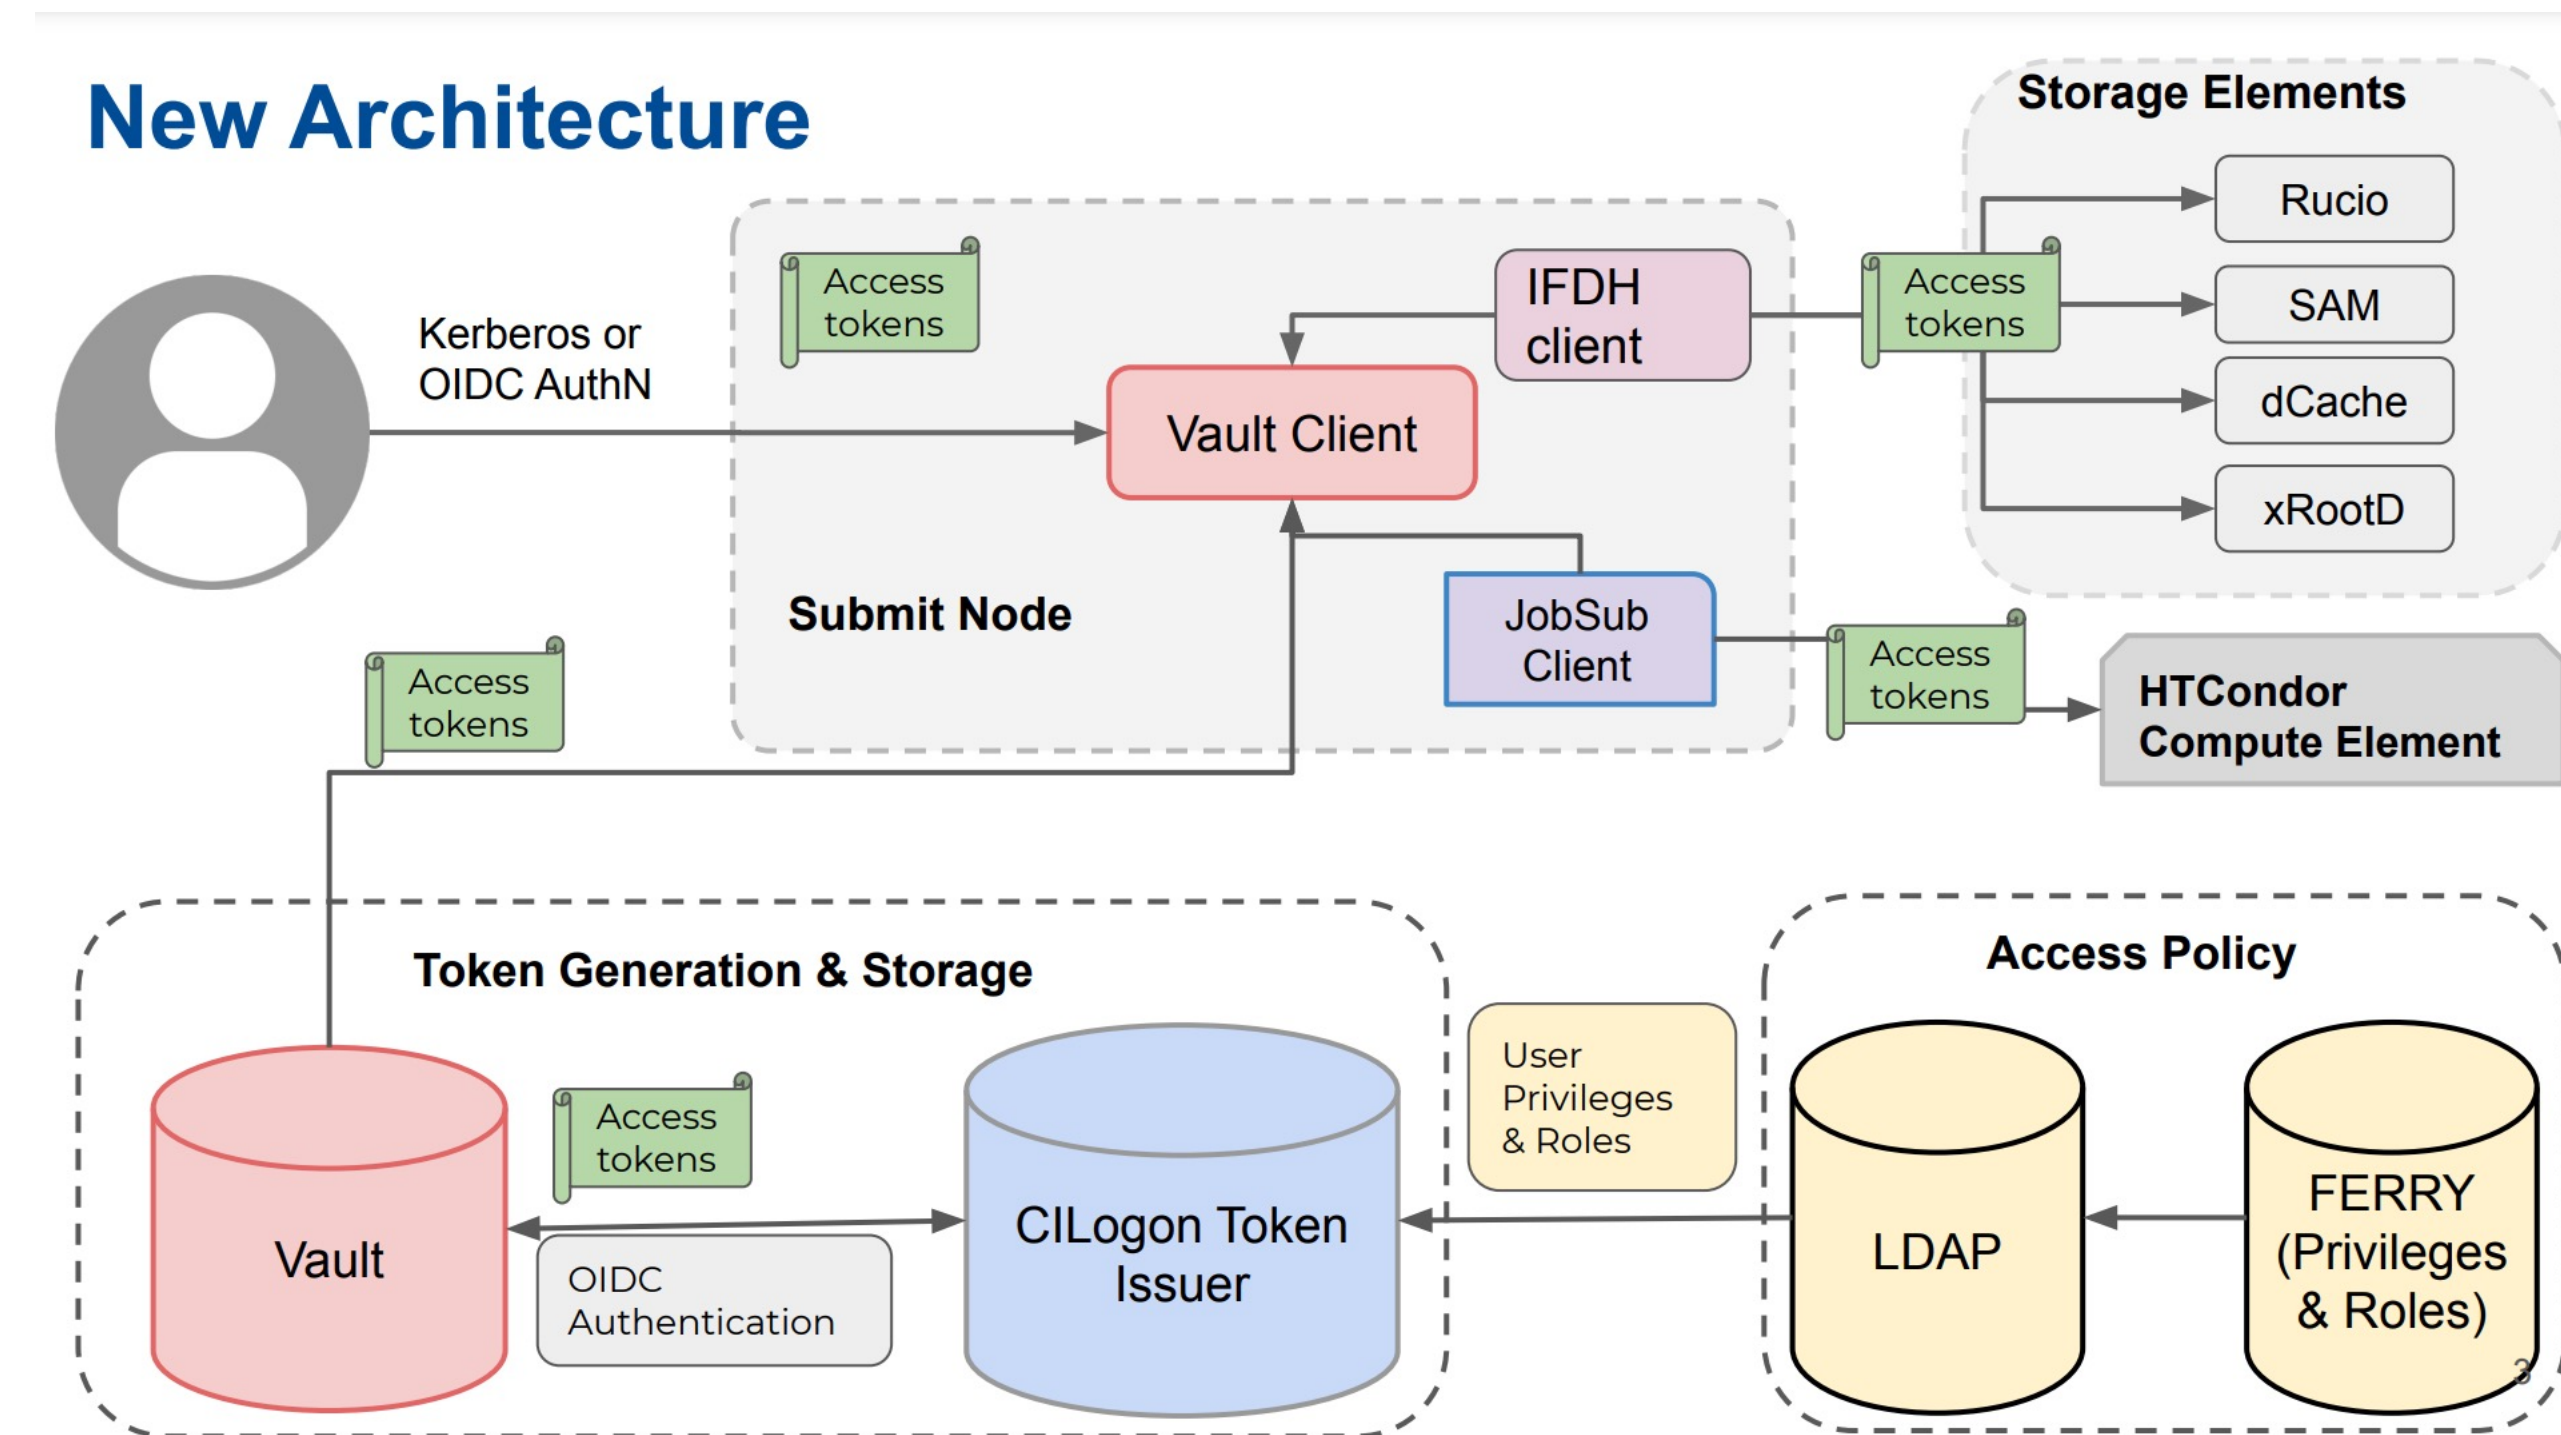 New Architecture
Storage Elements
Rucio
SAM
dCache
xRootD
Access
tokens
Access
tokens
IFDH
client
Kerberos or
OIDC AuthN
Vault Client
Submit Node
JobSub
Client
Access
tokens
Access
tokens
HTCondor
Compute Element
Token Generation & Storage
Access Policy
User
Privileges
& Roles
Access
tokens
Vault
OIDC
Authentication
CILogon Token
Issuer
LDAP
FERRY
(Privileges
& Roles)
3